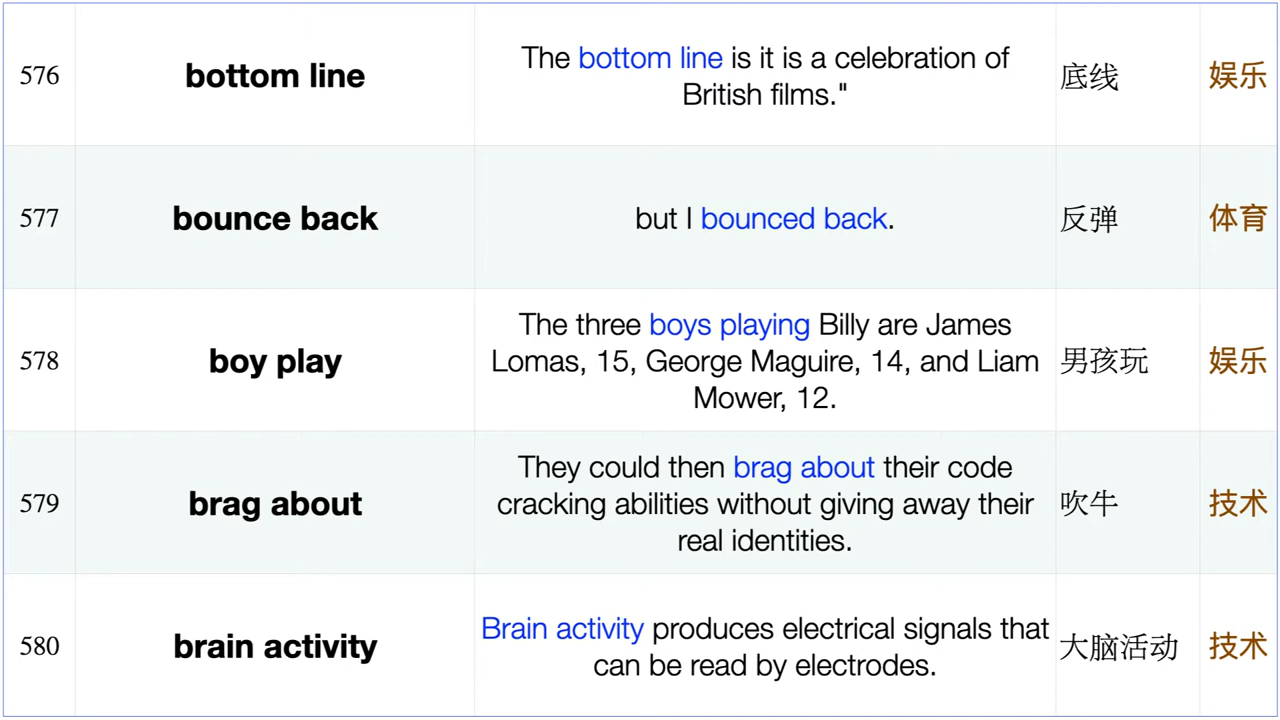 576
bottom line
The bottom line is it is a celebration of
British films."
底线
娱乐
577
bounce back
but I bounced back.
反弹
体育
578
boy play
The three boys playing Billy are James
Lomas, 15, George Maguire, 14, and Liam
Mower, 12.
男孩玩
娱乐
579
brag about
They could then brag about their code
cracking abilities without giving away their
real identities.
吹牛
技术
580
brain activity
Brain activity produces electrical signals that
can be read by electrodes.
大脑活动
技术